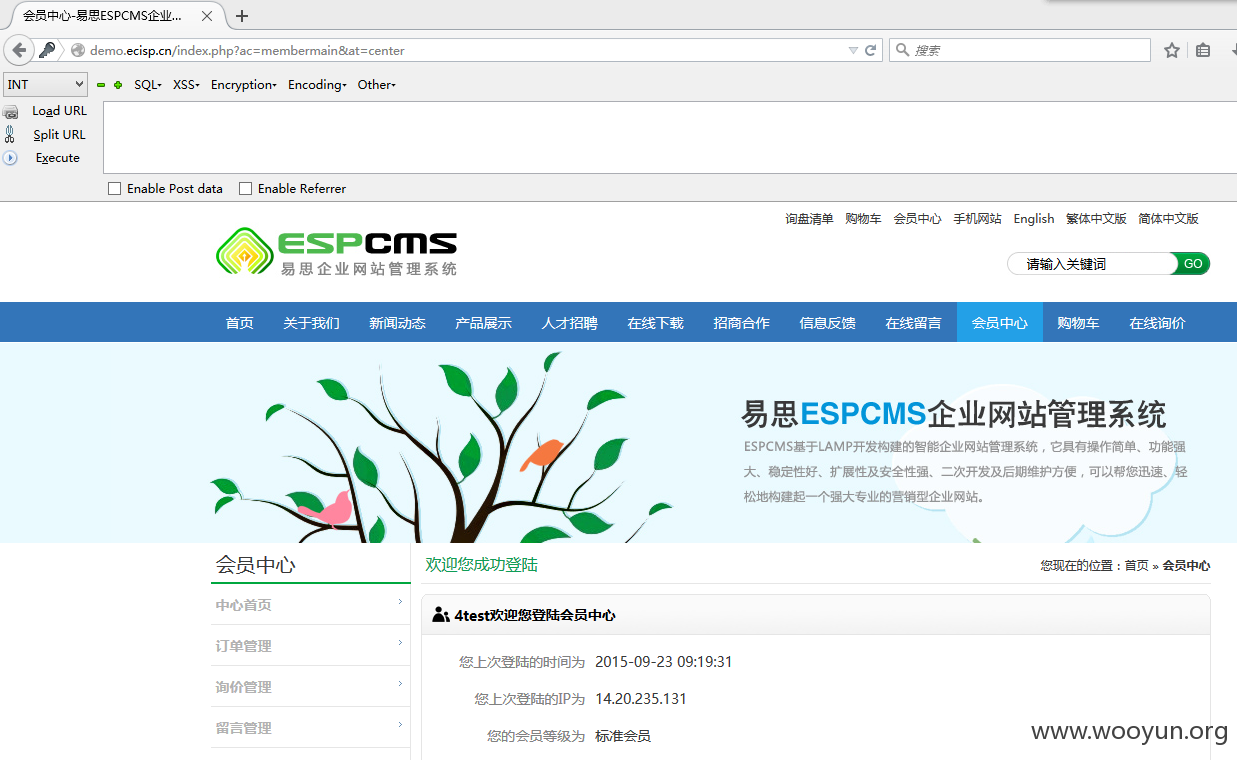 会员中心-易思ESPCMS企业...
demo.ecisp.cn/index.php?ac=membermain&at=center
搜索
INT SQL XSS Encryption Encoding Other
Load URL
Split URL
Execute
Enable Post data Enable Referrer
询盘清单 购物车 会员中心 手机网站 English 繁体中文版 简体中文版
ESPCMS
易思企业网站管理系统
请输入关键词 GO
首页 关于我们 新闻动态 产品展示 人才招聘 在线下载 招商合作 信息反馈 在线留言 会员中心 购物车 在线询价
易思ESPCMS企业网站管理系统
ESPCMS基于LAMP开发构建的智能企业网站管理系统，它具有操作简单、功能强
大、稳定性好、扩展性及安全性强、二次开发及后期维护方便，可以帮您迅速、轻
松地构建起一个强大专业的营销型企业网站。
会员中心
中心首页
订单管理
询价管理
留言管理
欢迎您成功登陆
您现在的位置：首页 » 会员中心
4test欢迎您登陆会员中心
您上次登陆的时间为 2015-09-23 09:19:31
您上次登陆的IP为 14.20.235.131
您的会员等级为 标准会员
www.wooyun.org